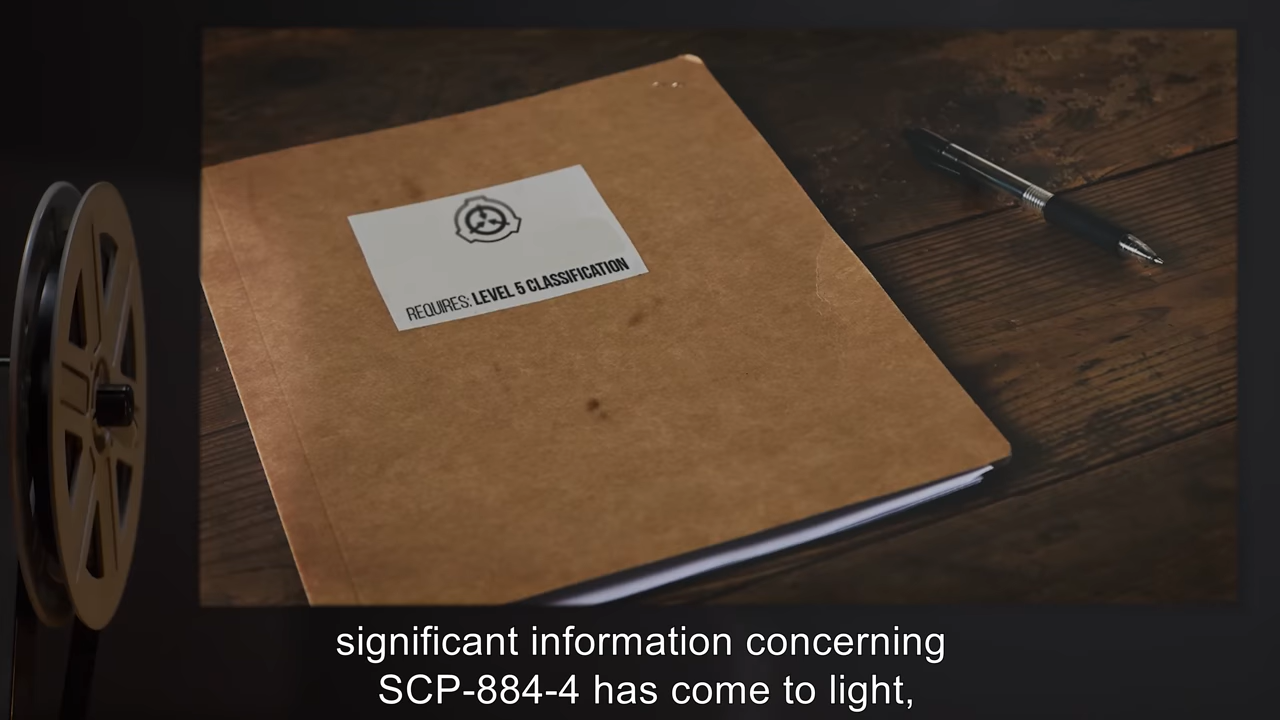 REQUIRES: LEVEL 5 CLASSIFICATION
significant information concerning
SCP-884-4 has come to light,